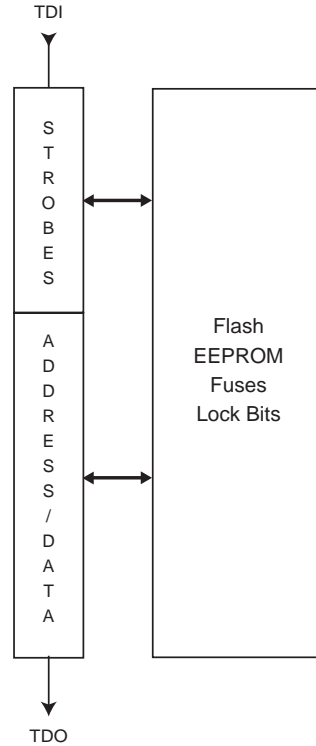 TDI
STROBES
ADDRESS/DATA
Flash
EEPROM
Fuses
Lock Bits
TDO